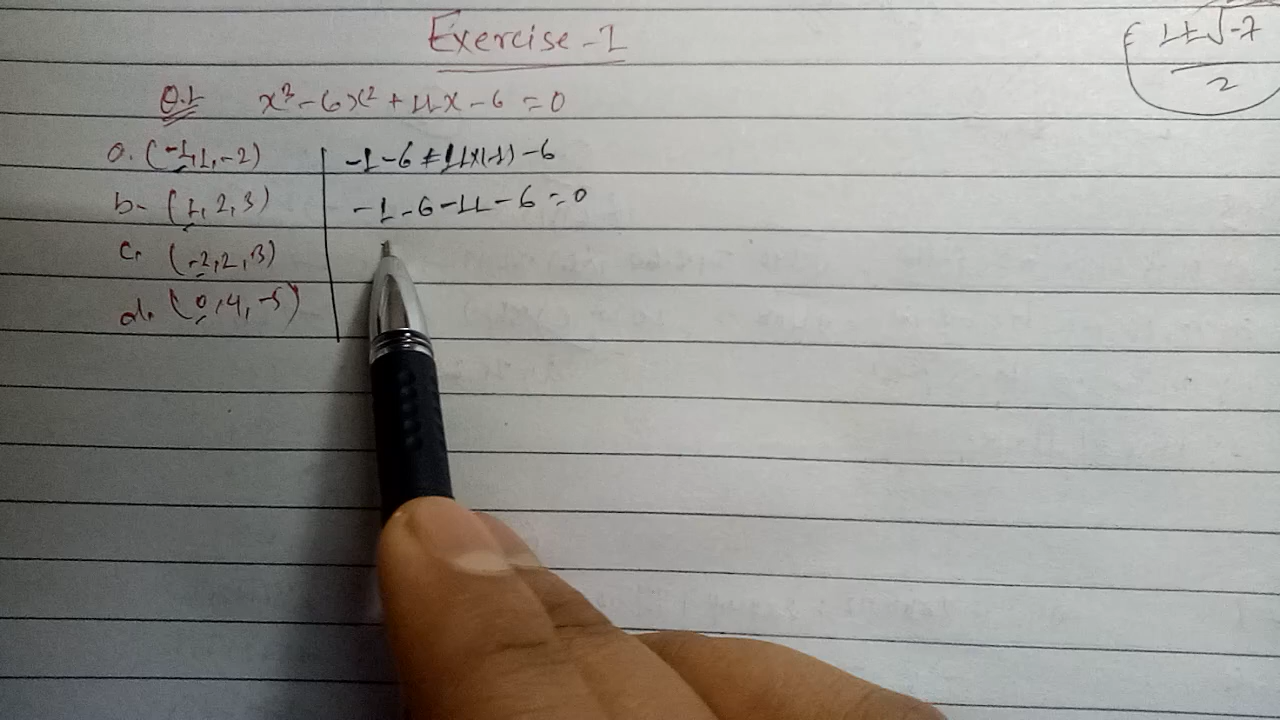 Exercise-1
1±√-7
2
Q.1 x³-6x²+11x-6=0
a. (-1,1,-2) -1-6+11×(-1)-6
b- (1,2,3) -1-6-11-6=0
c. (-2,2,3)
d. (0,4,-5)